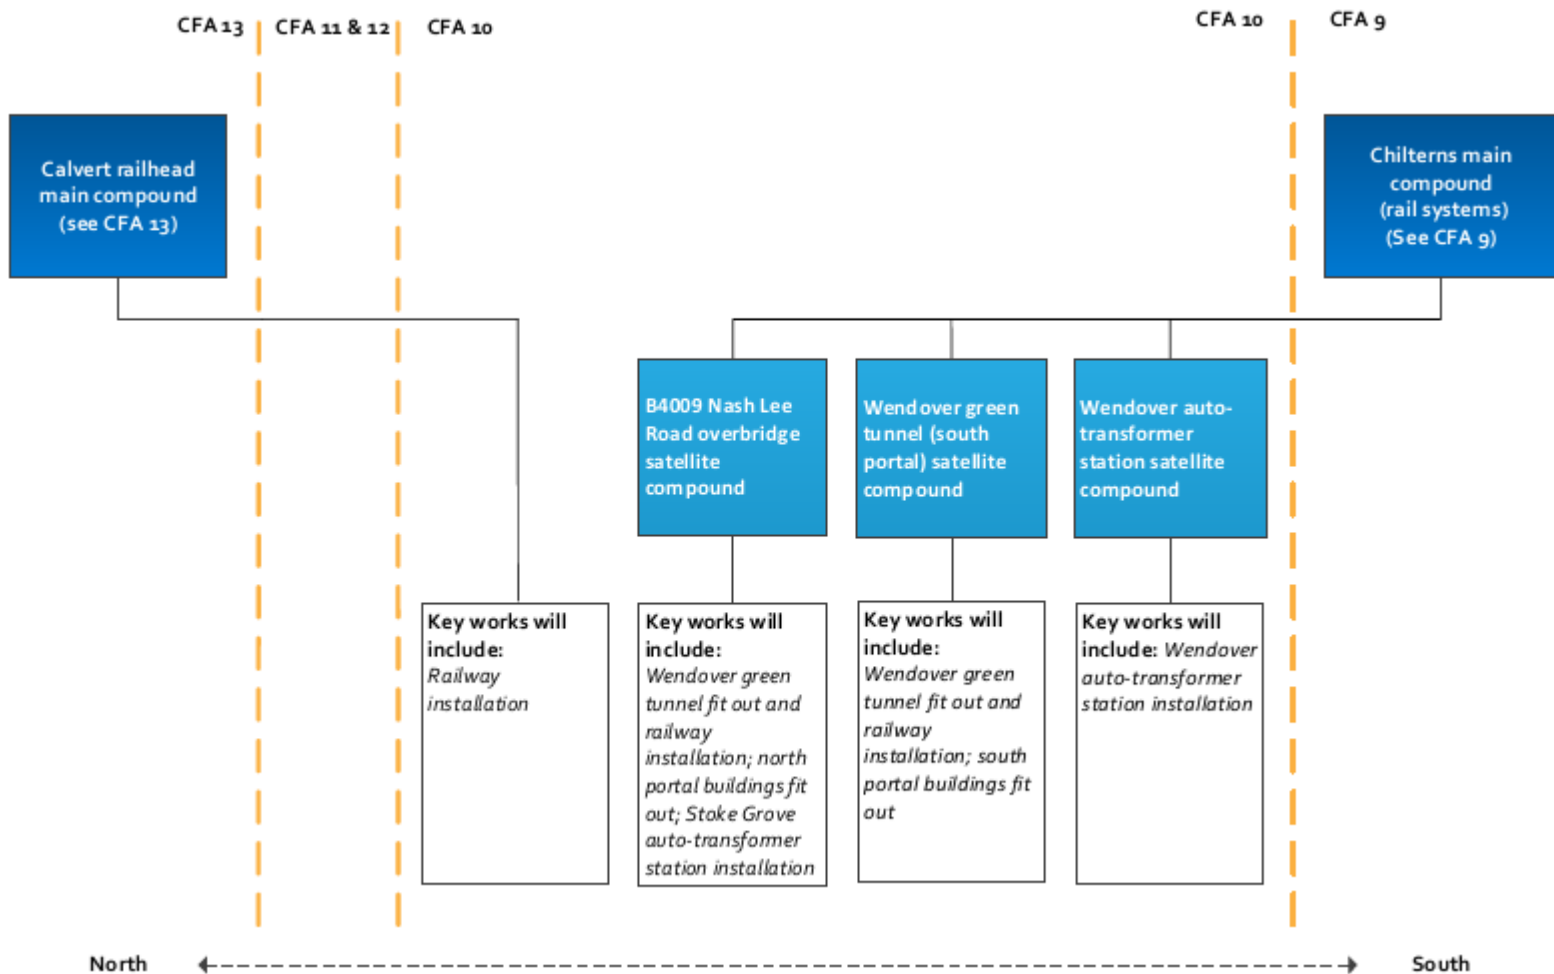 CFA 13
CFA 11 & 12
CFA 10
CFA 10
CFA 9
Calvert railhead
main compound
(see CFA 13)
Chilterns main
compound
(rail systems)
(See CFA 9)
B4009 Nash Lee
Road overbridge
satellite
compound
Wendover green
tunnel (south
portal) satellite
compound
Wendover auto-
transformer
station satellite
compound
Key works will
include:
Railway
installation
Key works will
include:
Wendover green
tunnel fit out and
railway
installation; north
portal buildings fit
out; Stoke Grove
auto-transformer
station installation
Key works will
include:
Wendover green
tunnel fit out and
railway
installation; south
portal buildings fit
out
Key works will
include: Wendover
auto-transformer
station installation
North
South